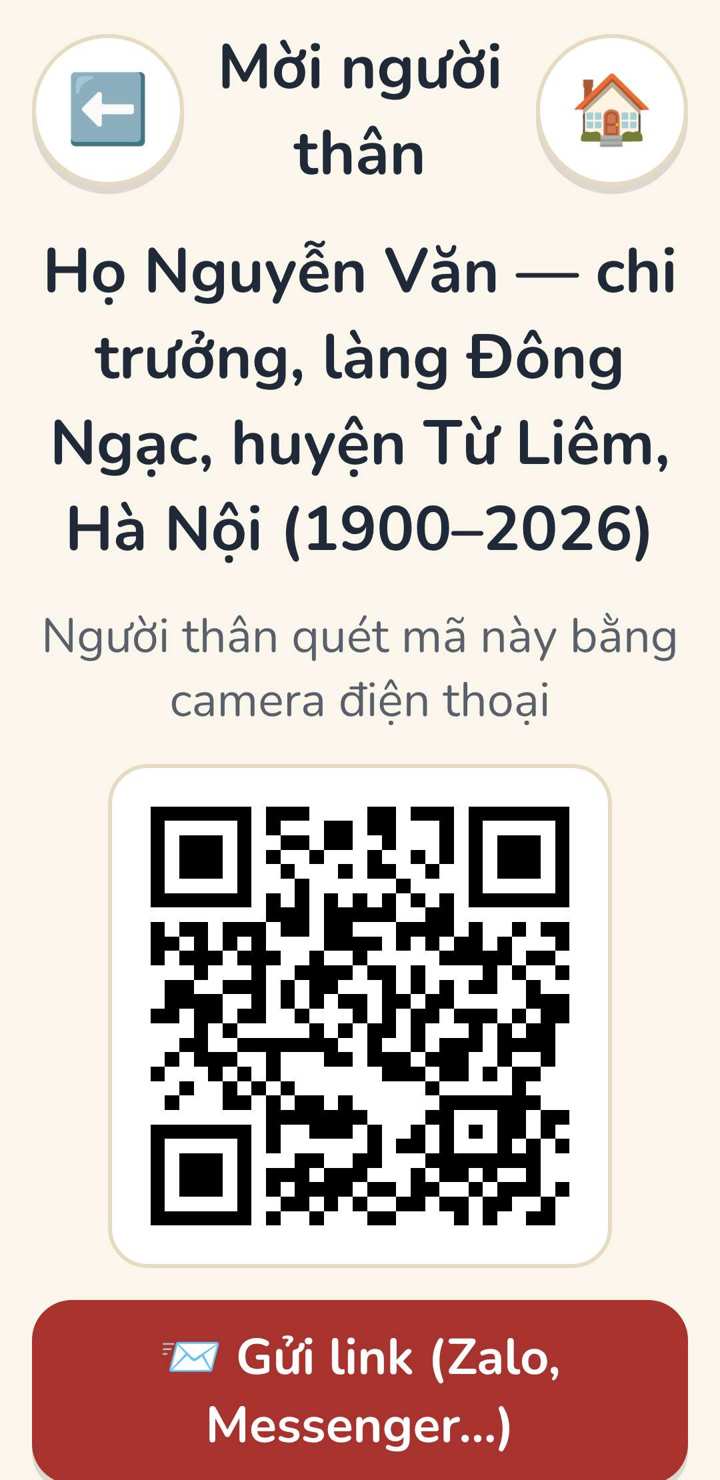 Mời người
thân
Họ Nguyễn Văn — chi
trưởng, làng Đông
Ngạc, huyện Từ Liêm,
Hà Nội (1900–2026)
Người thân quét mã này bằng
camera điện thoại
Gửi link (Zalo,
Messenger...)